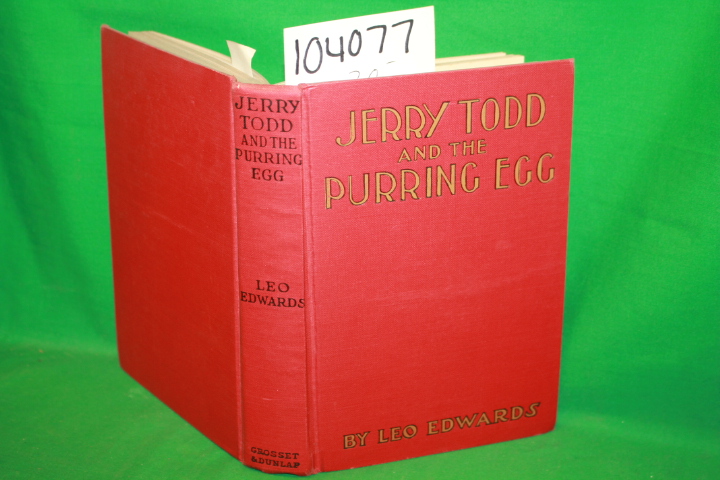 104077
JERRY
TODD
AND THE
PURRING
EGG
LEO
EDWARDS
GROSSET
& DUNLAP
JERRY TODD
AND THE
PURRING EGG
BY LEO EDWARDS